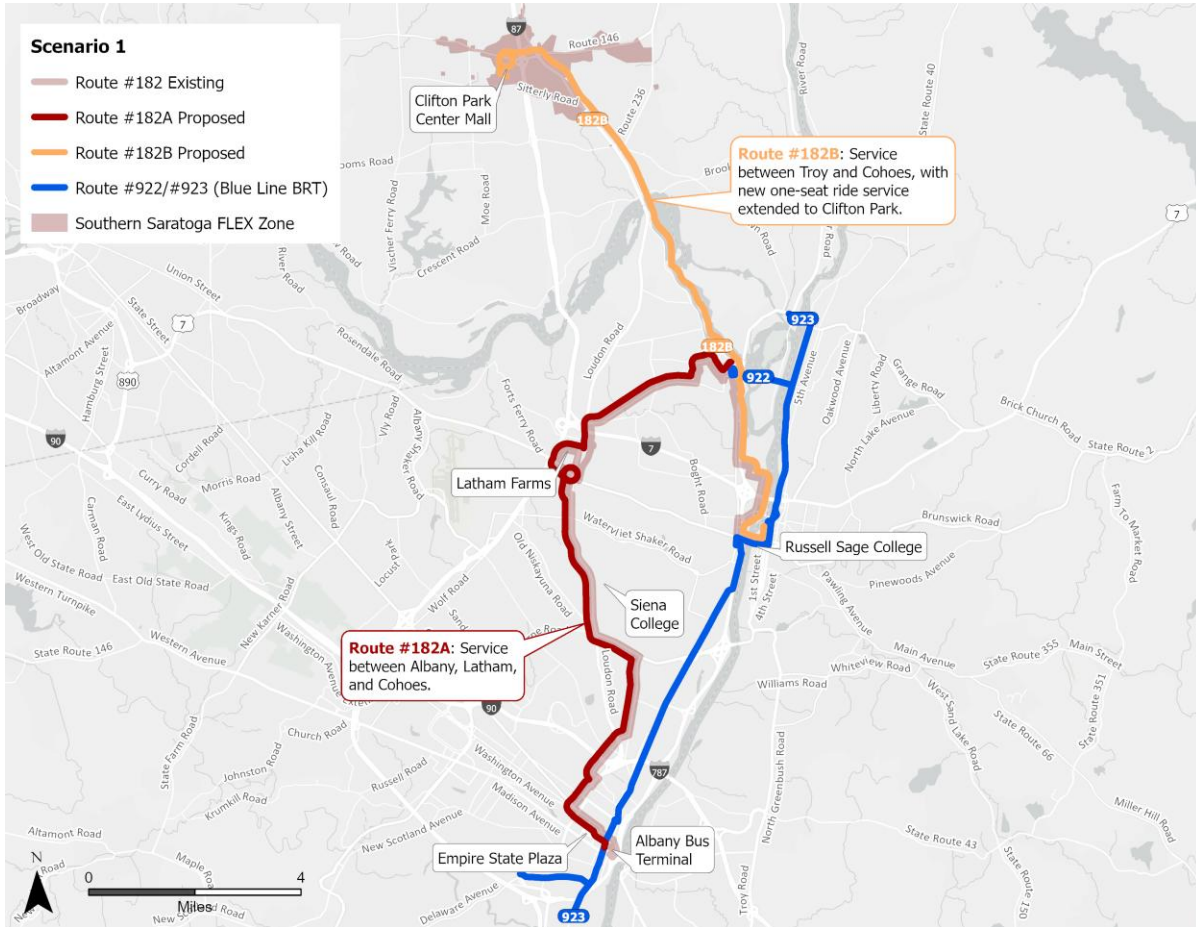 Scenario 1
Route #182 Existing
Route #182A Proposed
Route #182B Proposed
Route #922/#923 (Blue Line BRT)
Southern Saratoga FLEX Zone
87
Route 146
Clifton Park
Center Mall
Sitterly Road
182B
Route 236
River Road
State Route 40
Route #182B: Service
between Troy and Cohoes, with
new one-seat ride service
extended to Clifton Park.
ooms Road
Moe Road
Vischer Ferry Road
Crescent Road
7
River Road
Union Street
Broadway
State Street
7
Altamont Avenue
Rosendale Road
Hamburg Street
890
Loudon Road
923
182B
922
5th Avenue
Oakwood Avenue
Liberty Road
Grange Road
North Lake Avenue
Brick Church Road
State Route 2
90
Forts Ferry Road
Vly Road
Albany Shaker Road
Lisha Kill Road
Cordell Road
Curry Road
Morris Road
Consaul Road
Albany Street
Kings Road
Carman Road
East Lydius Street
West Old State Road
East Old State Road
New Karner Road
Western Turnpike
Western Avenue
State Route 146
Washington Avenue Exte
Locust Park
Latham Farms
7
Boght Road
Watervliet Shaker Road
Old Niskayuna Road
Wolf Road
Brunswick Road
Farm To Market Road
Russell Sage College
1st Street
4th Street
Pinewoods Avenue
Pawling Avenue
Siena
College
Route #182A: Service
between Albany, Latham,
and Cohoes.
Loudon Road
Main Avenue
State Route 355
Main Street
Whiteview Road
State Route 351
Williams Road
West Sand Lake Road
State Route 66
90
Church Road
State Farm Road
Johnston Road
Krumkill Road
Russell Road
Washington Avenue
Madison Avenue
New Scotland Avenue
787
North Greenbush Road
Miller Hill Road
Altamont Road
Maple Road
Empire State Plaza
Albany Bus
Terminal
State Route 43
Delaware Avenue
Troy Road
State Route 150
923
N
0
4
Miles